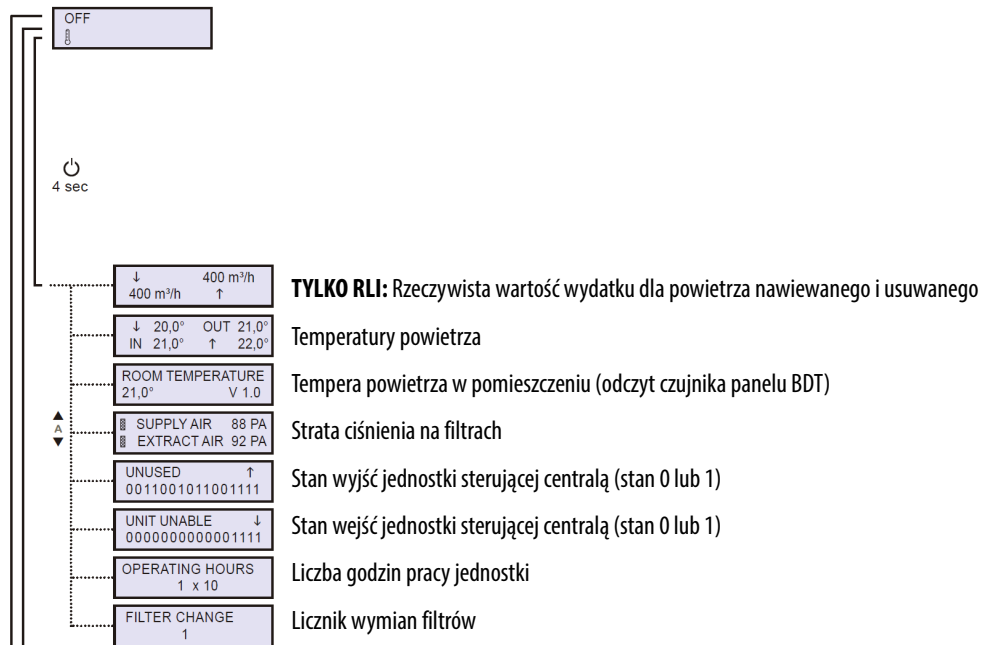 OFF
4 sec
↓ 400 m³/h
400 m³/h ↑
TYLKO RLI: Rzeczywista wartość wydatku dla powietrza nawiewanego i usuwanego
↓ 20,0° OUT 21,0°
IN 21,0° ↑ 22,0°
Temperatury powietrza
ROOM TEMPERATURE
21,0° V 1.0
Tempera powietrza w pomieszczeniu (odczyt czujnika panelu BDT)
▲
A
▼
SUPPLY AIR 88 PA
EXTRACT AIR 92 PA
Strata ciśnienia na filtrach
UNUSED ↑
0011001011001111
Stan wyjść jednostki sterującej centralą (stan 0 lub 1)
UNIT UNABLE ↓
0000000000001111
Stan wejść jednostki sterującej centralą (stan 0 lub 1)
OPERATING HOURS
1 x 10
Liczba godzin pracy jednostki
FILTER CHANGE
1
Licznik wymian filtrów